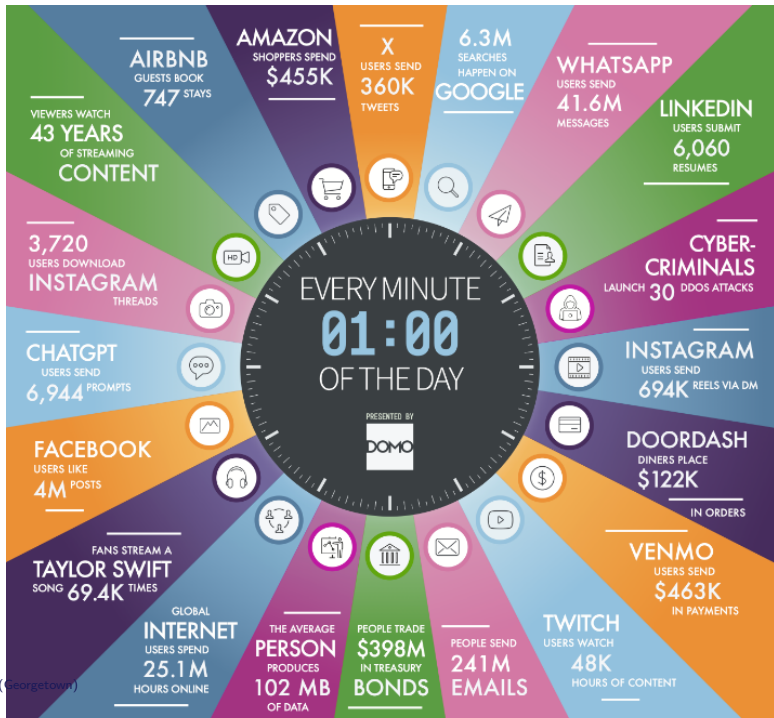 EVERY MINUTE
01:00
OF THE DAY
PRESENTED BY
DOMO
X
USERS SEND
360K
TWEETS
6.3M
SEARCHES
HAPPEN ON
GOOGLE
WHATSAPP
USERS SEND
41.6M
MESSAGES
LINKEDIN
USERS SUBMIT
6,060
RESUMES
CYBER-
CRIMINALS
LAUNCH 30 DDOS ATTACKS
INSTAGRAM
USERS SEND
694K REELS VIA DM
DOORDASH
DINERS PLACE
$122K
IN ORDERS
VENMO
USERS SEND
$463K
IN PAYMENTS
TWITCH
USERS WATCH
48K
HOURS OF CONTENT
PEOPLE SEND
241M
EMAILS
PEOPLE TRADE
$398M
IN TREASURY
BONDS
THE AVERAGE
PERSON
PRODUCES
102 MB
OF DATA
GLOBAL
INTERNET
USERS SPEND
25.1M
HOURS ONLINE
FANS STREAM A
TAYLOR SWIFT
SONG 69.4K TIMES
FACEBOOK
USERS LIKE
4M POSTS
CHATGPT
USERS SEND
6,944 PROMPTS
3,720
USERS DOWNLOAD
INSTAGRAM
THREADS
VIEWERS WATCH
43 YEARS
OF STREAMING
CONTENT
HD
AIRBNB
GUESTS BOOK
747 STAYS
AMAZON
SHOPPERS SPEND
$455K
(Georgetown)